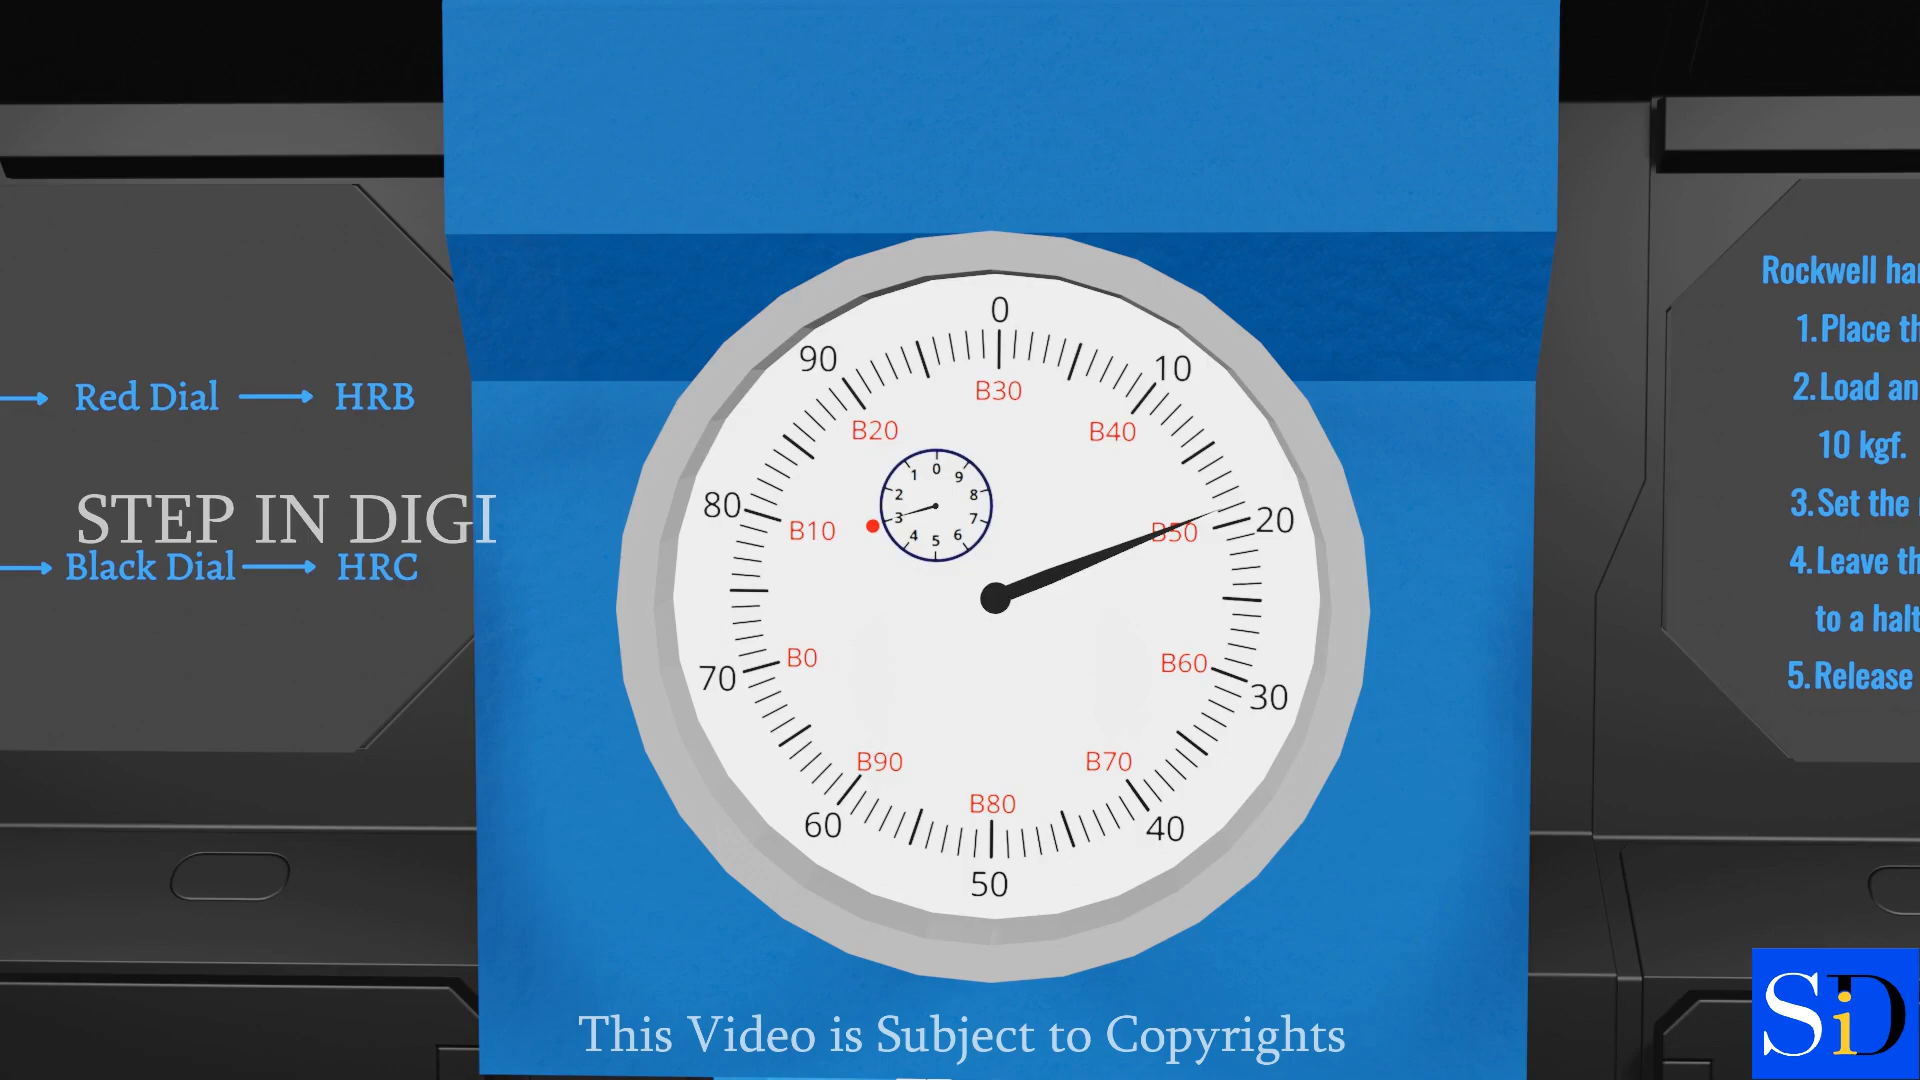 Red Dial HRB
STEP IN DIGI
Black Dial HRC
0
10
20
30
40
50
60
70
80
90
B30
B40
B50
B60
B70
B80
B90
B0
B10
B20
0
9
8
7
6
5
4
3
2
1
Rockwell har
1.Place th
2.Load an
10 kgf.
3.Set the
4.Leave th
to a halt
5.Release
This Video is Subject to Copyrights
SiD